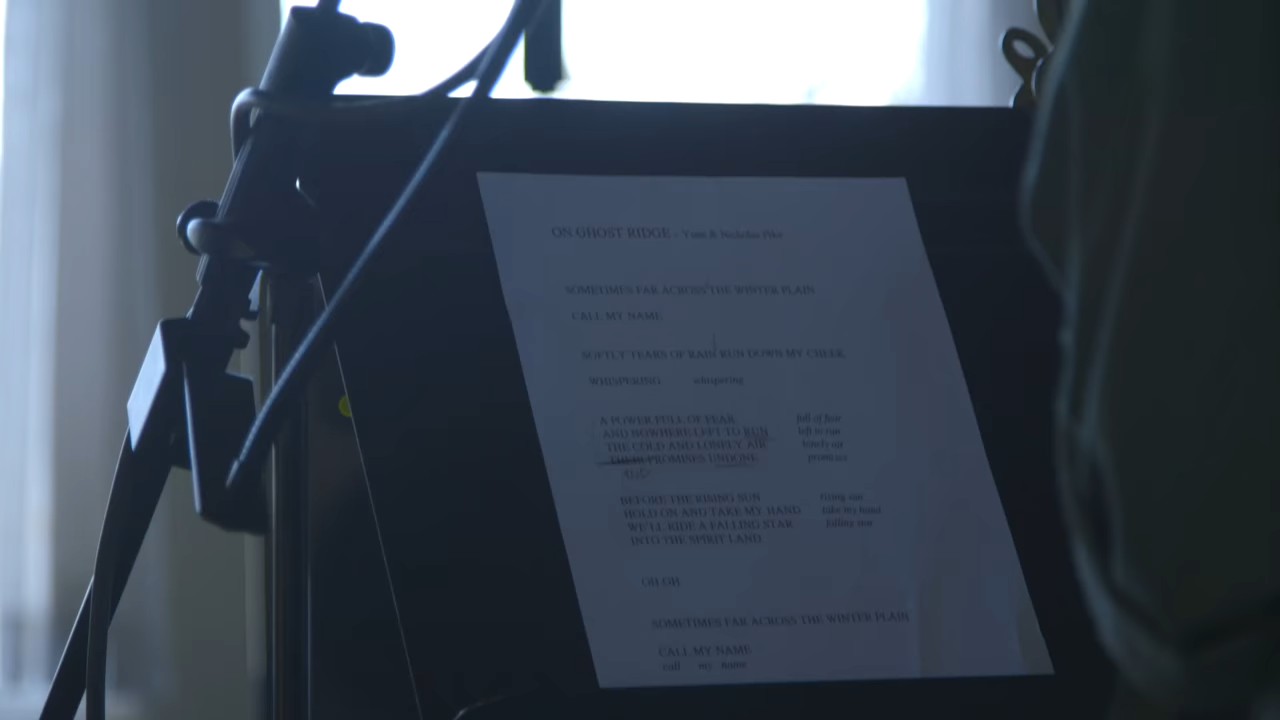 ON GHOST RIDGE - & Nicholas Pike
SOMETIMES FAR ACROSS THE WINTER PLAIN
CALL MY NAME
SOFTLY TEARS OF RAIN RUN DOWN MY CHEEK
WHISPERING whispering
A POWER FULL OF FEAR full of fear
AND NOWHERE LEFT TO RUN left to run
THE COLD AND LONELY AIR lonely air
THEIR PROMISES UNDONE promises
AND
BEFORE THE RISING SUN rising sun
HOLD ON AND TAKE MY HAND take my hand
WE'LL RIDE A FALLING STAR falling star
INTO THE SPIRIT LAND
OH OH
SOMETIMES FAR ACROSS THE WINTER PLAIN
CALL MY NAME
call my name